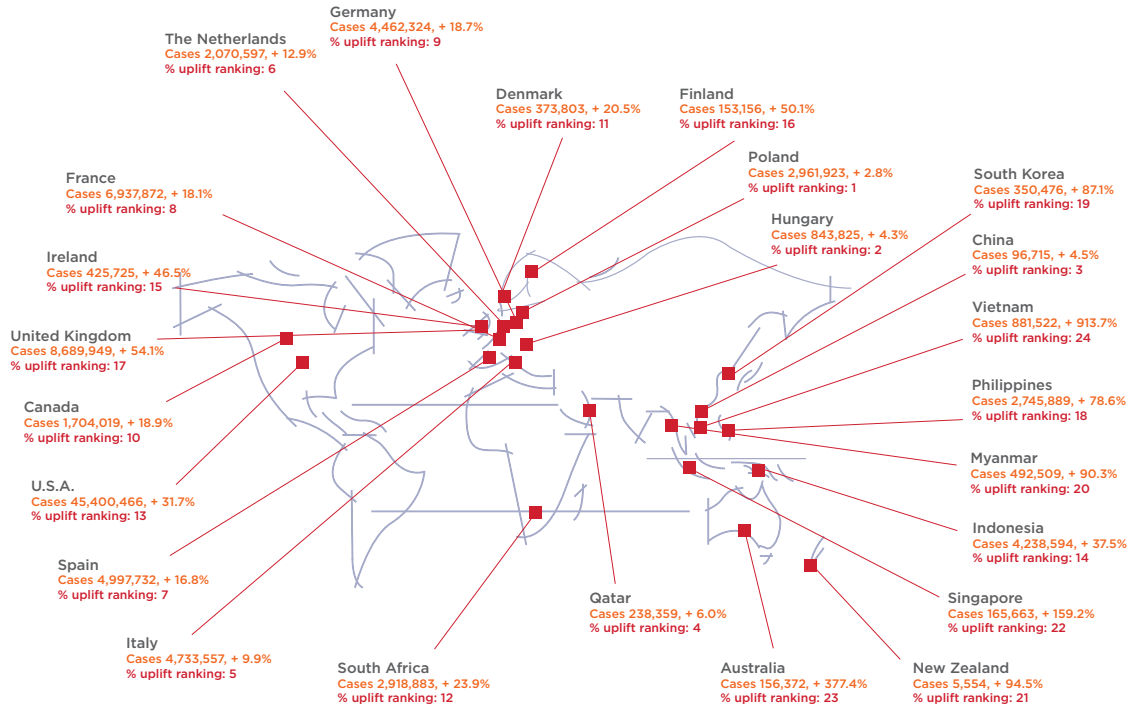 Germany
Cases 4,462,324, + 18.7%
% uplift ranking: 9
The Netherlands
Cases 2,070,597, + 12.9%
% uplift ranking: 6
Denmark
Cases 373,803, + 20.5%
% uplift ranking: 11
Finland
Cases 153,156, + 50.1%
% uplift ranking: 16
Poland
Cases 2,961,923, + 2.8%
% uplift ranking: 1
South Korea
Cases 350,476, + 87.1%
% uplift ranking: 19
France
Cases 6,937,872, + 18.1%
% uplift ranking: 8
Hungary
Cases 843,825, + 4.3%
% uplift ranking: 2
China
Cases 96,715, + 4.5%
% uplift ranking: 3
Ireland
Cases 425,725, + 46.5%
% uplift ranking: 15
Vietnam
Cases 881,522, + 913.7%
% uplift ranking: 24
United Kingdom
Cases 8,689,949, + 54.1%
% uplift ranking: 17
Philippines
Cases 2,745,889, + 78.6%
% uplift ranking: 18
Canada
Cases 1,704,019, + 18.9%
% uplift ranking: 10
Myanmar
Cases 492,509, + 90.3%
% uplift ranking: 20
U.S.A.
Cases 45,400,466, + 31.7%
% uplift ranking: 13
Indonesia
Cases 4,238,594, + 37.5%
% uplift ranking: 14
Spain
Cases 4,997,732, + 16.8%
% uplift ranking: 7
Qatar
Cases 238,359, + 6.0%
% uplift ranking: 4
Singapore
Cases 165,663, + 159.2%
% uplift ranking: 22
Italy
Cases 4,733,557, + 9.9%
% uplift ranking: 5
South Africa
Cases 2,918,883, + 23.9%
% uplift ranking: 12
Australia
Cases 156,372, + 377.4%
% uplift ranking: 23
New Zealand
Cases 5,554, + 94.5%
% uplift ranking: 21